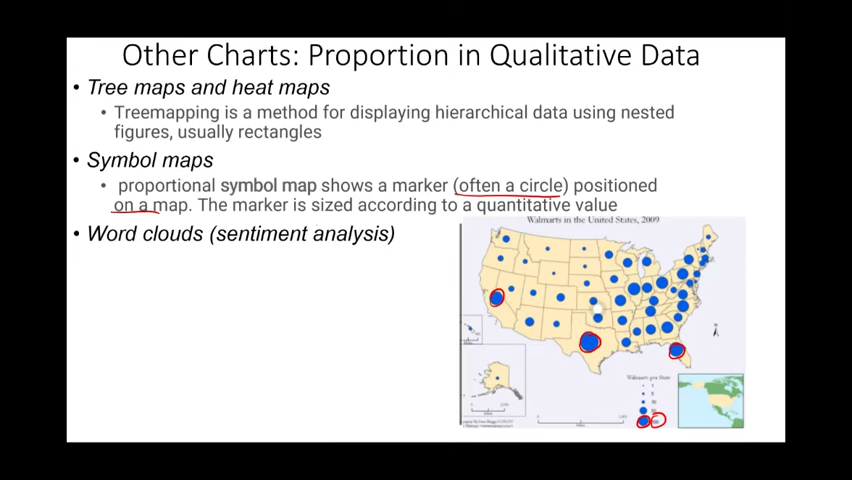 Other Charts: Proportion in Qualitative Data
• Tree maps and heat maps
• Treemapping is a method for displaying hierarchical data using nested
figures, usually rectangles
• Symbol maps
• proportional symbol map shows a marker (often a circle) positioned
on a map. The marker is sized according to a quantitative value
• Word clouds (sentiment analysis)
Walmarts in the United States, 2009
Walmarts per State